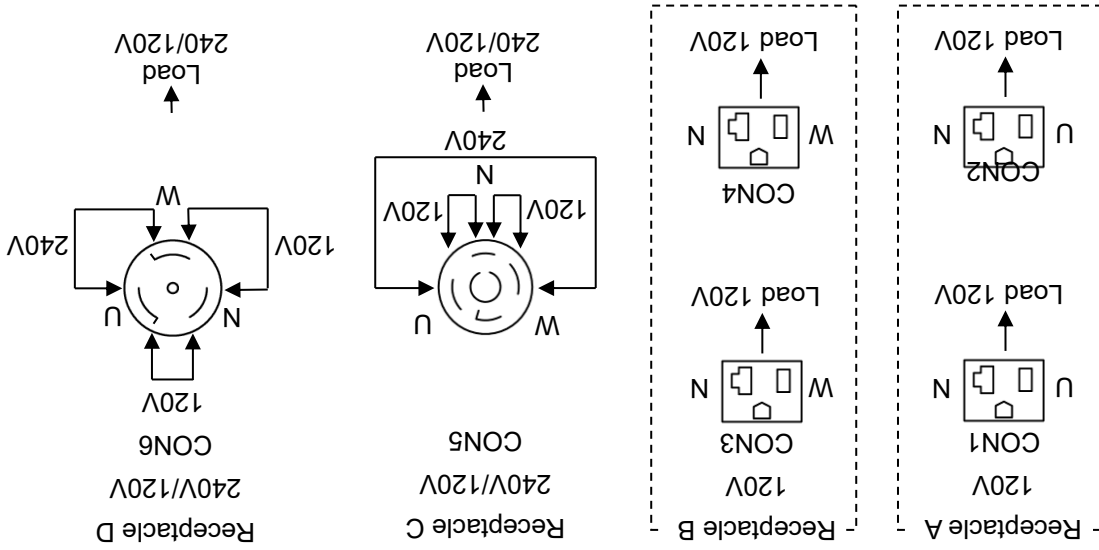 Receptacle A
120V
CON1
U
N
Load 120V
CON2
U
N
Load 120V
Receptacle B
120V
CON3
W
N
Load 120V
CON4
W
N
Load 120V
Receptacle C
240V/120V
CON5
W
U
120V
120V
N
240V
Load
240/120V
Receptacle D
240V/120V
CON6
120V
N
U
120V
240V
W
Load
240/120V